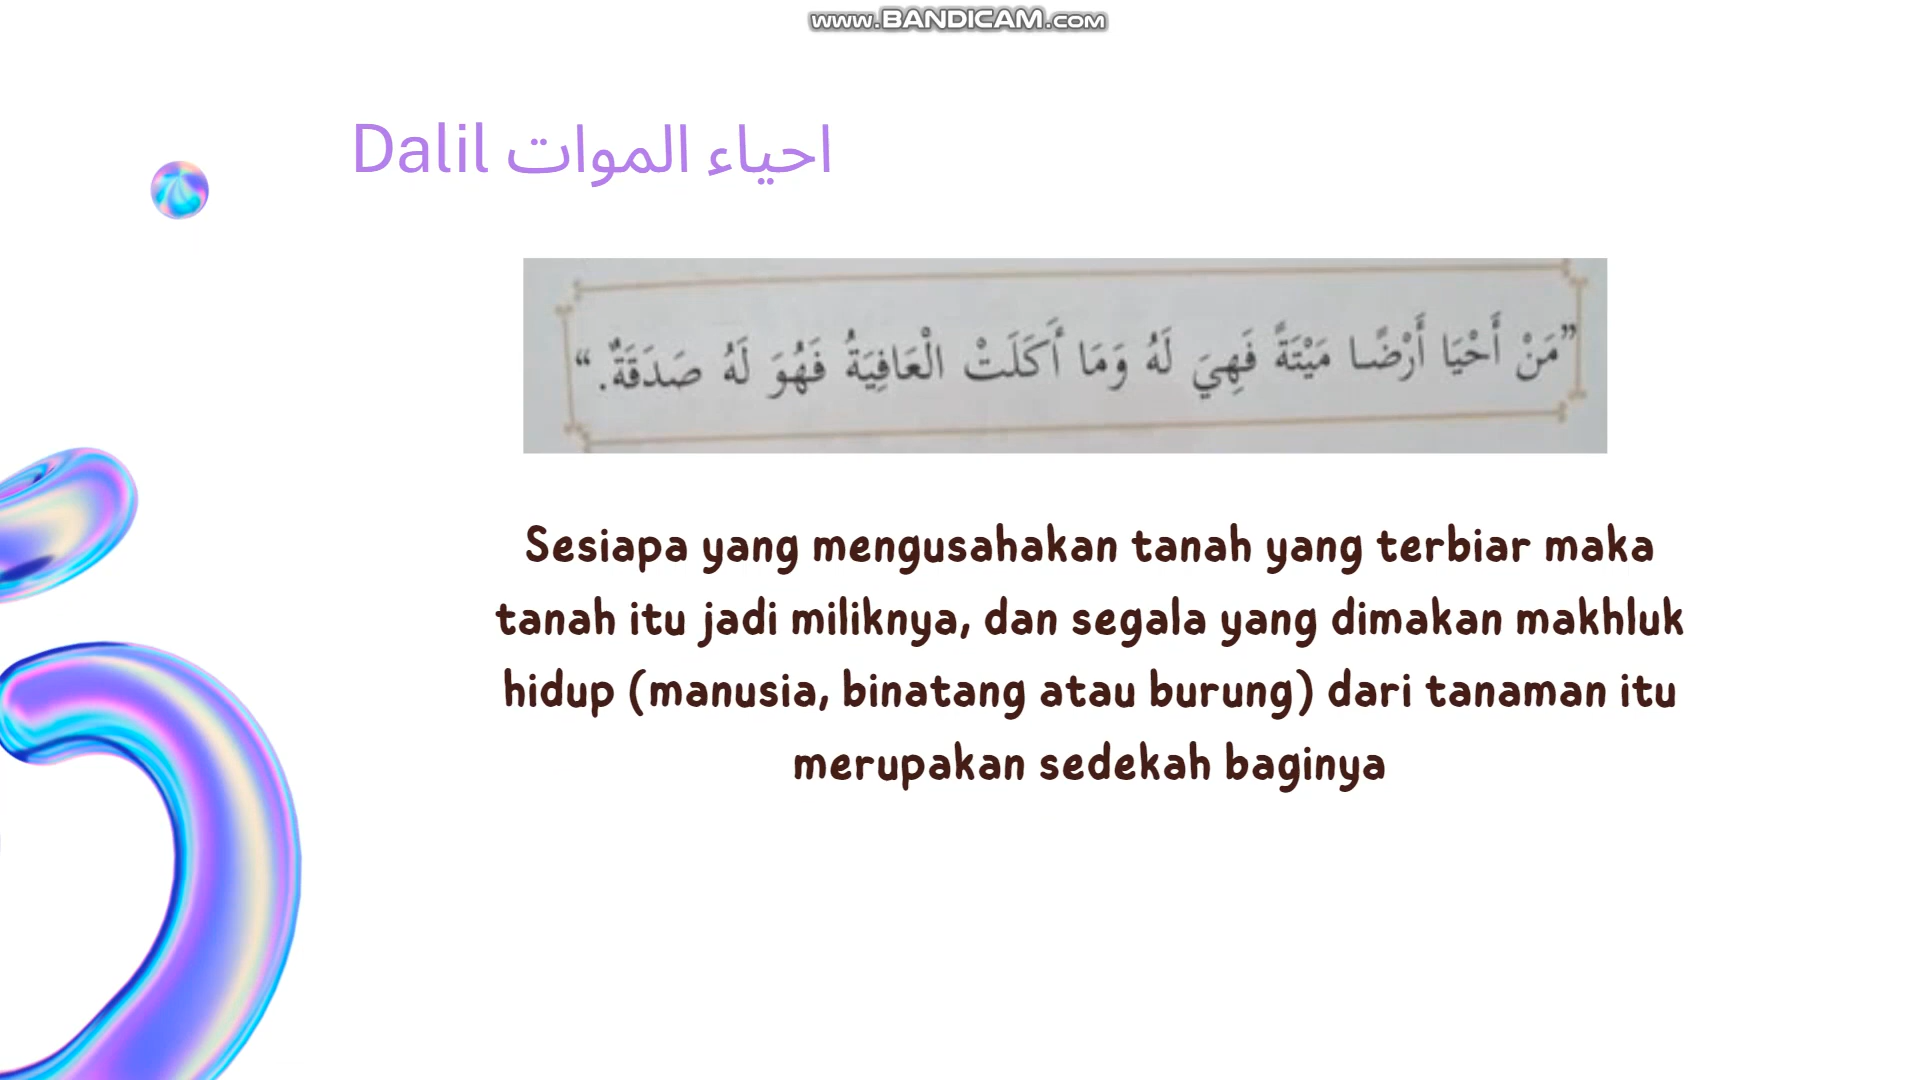 www.BANDICAM.com
Dalil احياء الموات
”مَنْ أَحْيَا أَرْضًا مَيْتَةً فَهِيَ لَهُ وَمَا أَكَلَتْ الْعَافِيَةُ فَهُوَ لَهُ صَدَقَةٌ.“
Sesiapa yang mengusahakan tanah yang terbiar maka
tanah itu jadi miliknya, dan segala yang dimakan makhluk
hidup (manusia, binatang atau burung) dari tanaman itu
merupakan sedekah baginya